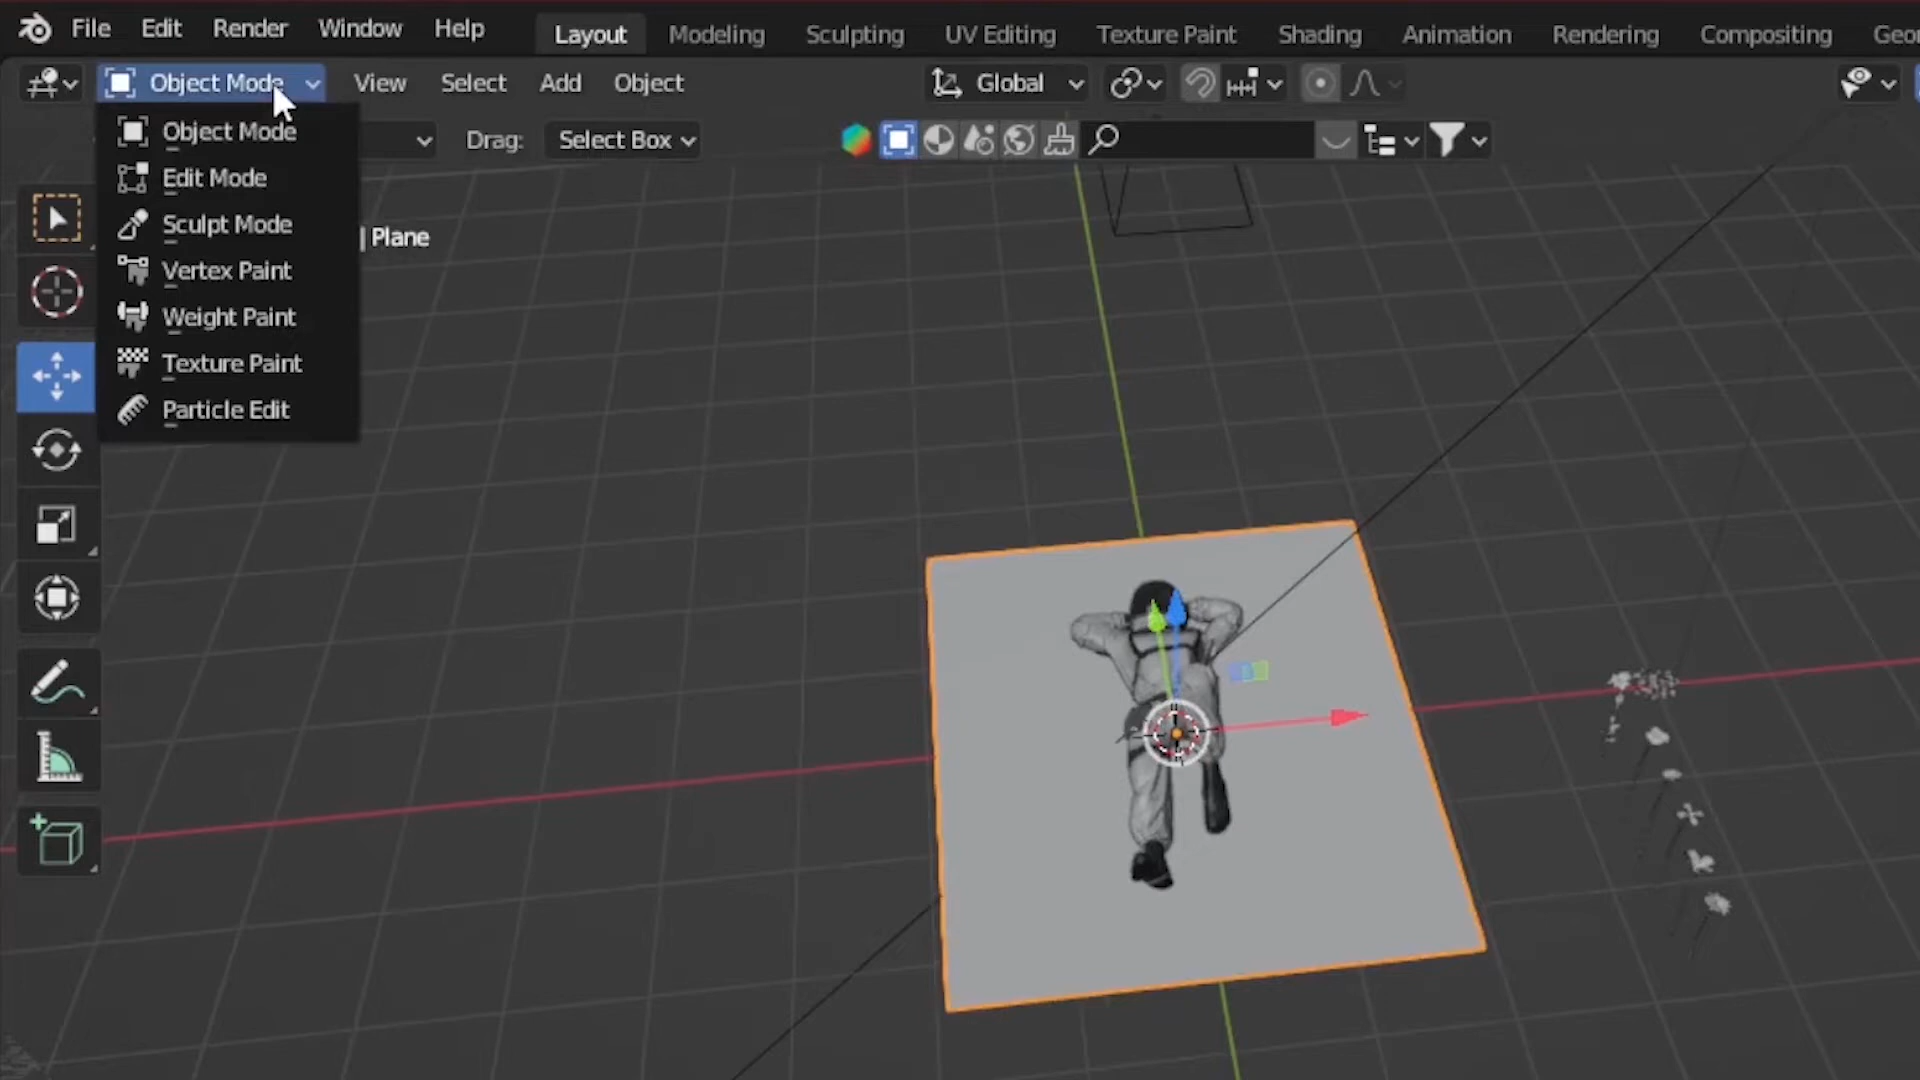 File Edit Render Window Help Layout Modeling Sculpting UV Editing Texture Paint Shading Animation Rendering Compositing Geo
Object Mode View Select Add Object Global
Object Mode Drag: Select Box
Edit Mode
Sculpt Mode
| Plane
Vertex Paint
Weight Paint
Texture Paint
Particle Edit